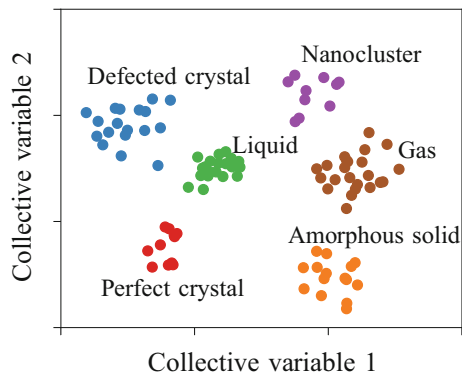 Nanocluster
Defected crystal
Liquid
Gas
Amorphous solid
Perfect crystal
Collective variable 2
Collective variable 1